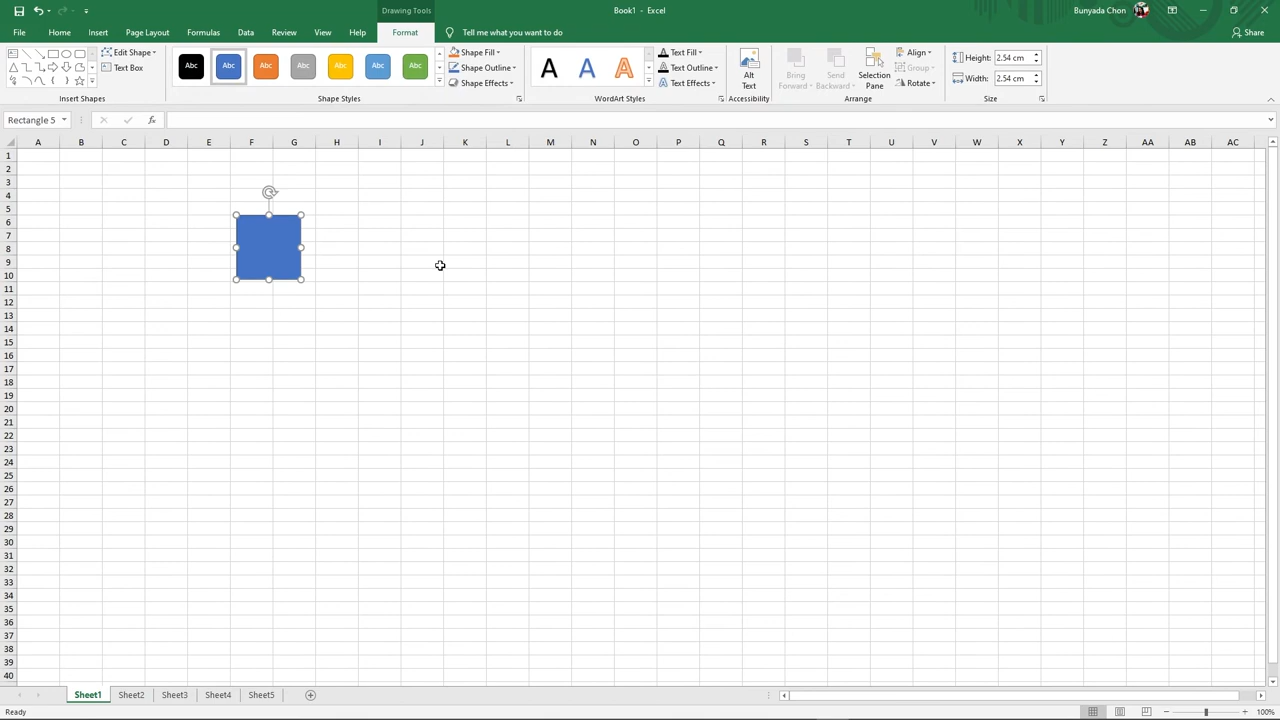 Drawing Tools
Book1 - Excel
Bunyada Chon
File Home Insert Page Layout Formulas Data Review View Help Format Tell me what you want to do Share
Edit Shape
Text Box
Insert Shapes
Abc Abc Abc Abc Abc Abc Abc
Shape Fill
Shape Outline
Shape Effects
Shape Styles
A A A
Text Fill
Text Outline
Text Effects
WordArt Styles
Alt
Text
Accessibility
Bring
Forward
Send
Backward
Selection
Pane
Align
Group
Rotate
Arrange
Height: 2.54 cm
Width: 2.54 cm
Size
Rectangle 5 fx
A B C D E F G H I J K L M N O P Q R S T U V W X Y Z AA AB AC
1
2
3
4
5
6
7
8
9
10
11
12
13
14
15
16
17
18
19
20
21
22
23
24
25
26
27
28
29
30
31
32
33
34
35
36
37
38
39
40
Sheet1 Sheet2 Sheet3 Sheet4 Sheet5
Ready 100%